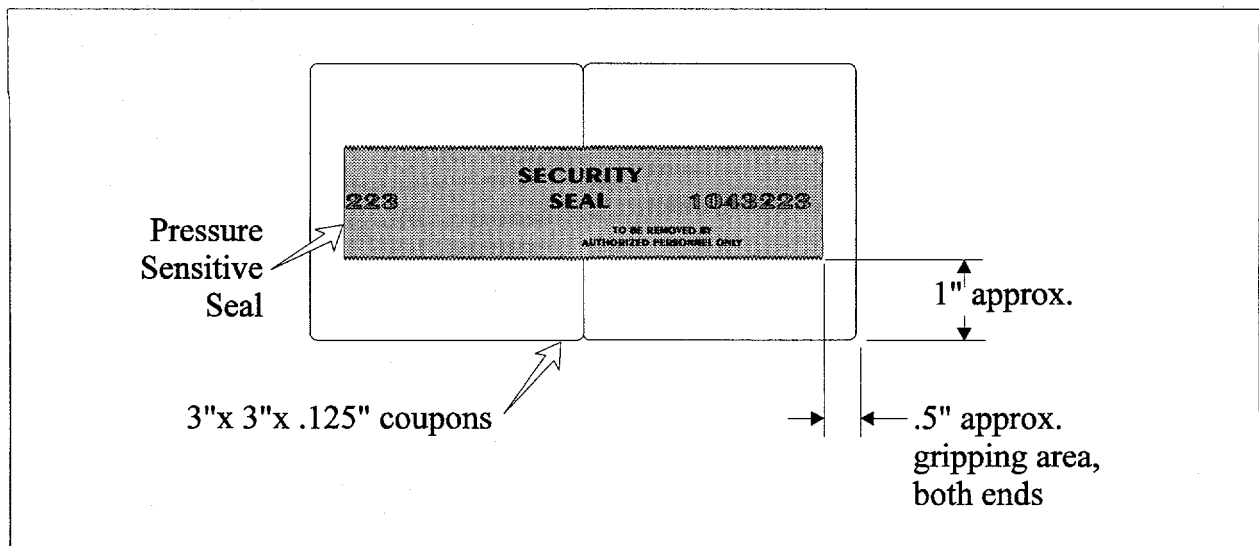 SECURITY
223 SEAL 1043223
TO BE REMOVED BY
AUTHORIZED PERSONNEL ONLY
Pressure
Sensitive
Seal
1" approx.
3"x 3"x .125" coupons
.5" approx.
gripping area,
both ends